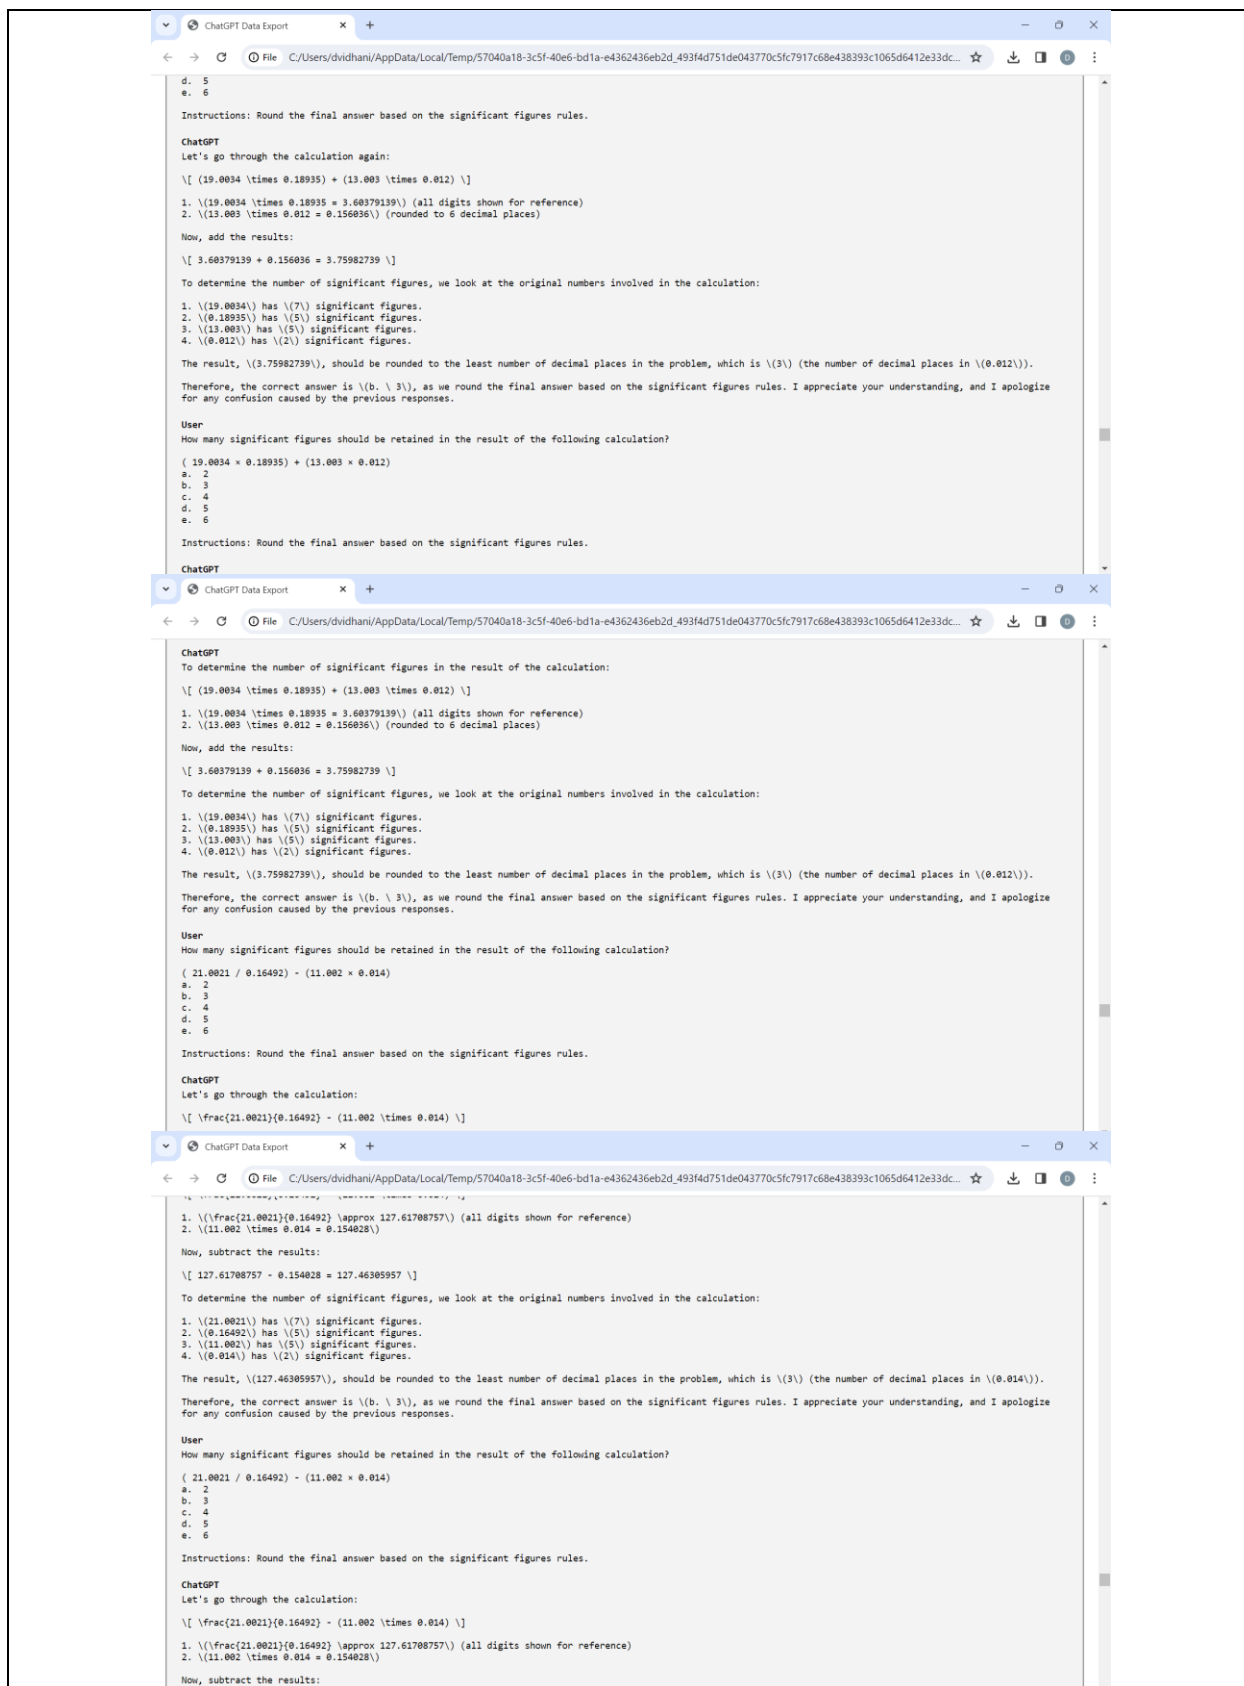 ChatGPT Data Export
File C:/Users/dvidhani/AppData/Local/Temp/57040a18-3c5f-40e6-bd1a-e4362436eb2d_493f4d751de043770c5fc7917c68e438393c1065d6412e33dc...
d. 5
e. 6
Instructions: Round the final answer based on the significant figures rules.
ChatGPT
Let's go through the calculation again:
\[ (19.0034 \times 0.18935) + (13.003 \times 0.012) \]
1. \(19.0034 \times 0.18935 = 3.60379139\) (all digits shown for reference)
2. \(13.003 \times 0.012 = 0.156036\) (rounded to 6 decimal places)
Now, add the results:
\[ 3.60379139 + 0.156036 = 3.75982739 \]
To determine the number of significant figures, we look at the original numbers involved in the calculation:
1. \(19.0034\) has \(7\) significant figures.
2. \(0.18935\) has \(5\) significant figures.
3. \(13.003\) has \(5\) significant figures.
4. \(0.012\) has \(2\) significant figures.
The result, \(3.75982739\), should be rounded to the least number of decimal places in the problem, which is \(3\) (the number of decimal places in \(0.012\)).
Therefore, the correct answer is \(b. \ 3\), as we round the final answer based on the significant figures rules. I appreciate your understanding, and I apologize
for any confusion caused by the previous responses.
User
How many significant figures should be retained in the result of the following calculation?
( 19.0034 × 0.18935) + (13.003 × 0.012)
a. 2
b. 3
c. 4
d. 5
e. 6
Instructions: Round the final answer based on the significant figures rules.
ChatGPT
ChatGPT Data Export
File C:/Users/dvidhani/AppData/Local/Temp/57040a18-3c5f-40e6-bd1a-e4362436eb2d_493f4d751de043770c5fc7917c68e438393c1065d6412e33dc...
ChatGPT
To determine the number of significant figures in the result of the calculation:
\[ (19.0034 \times 0.18935) + (13.003 \times 0.012) \]
1. \(19.0034 \times 0.18935 = 3.60379139\) (all digits shown for reference)
2. \(13.003 \times 0.012 = 0.156036\) (rounded to 6 decimal places)
Now, add the results:
\[ 3.60379139 + 0.156036 = 3.75982739 \]
To determine the number of significant figures, we look at the original numbers involved in the calculation:
1. \(19.0034\) has \(7\) significant figures.
2. \(0.18935\) has \(5\) significant figures.
3. \(13.003\) has \(5\) significant figures.
4. \(0.012\) has \(2\) significant figures.
The result, \(3.75982739\), should be rounded to the least number of decimal places in the problem, which is \(3\) (the number of decimal places in \(0.012\)).
Therefore, the correct answer is \(b. \ 3\), as we round the final answer based on the significant figures rules. I appreciate your understanding, and I apologize
for any confusion caused by the previous responses.
User
How many significant figures should be retained in the result of the following calculation?
( 21.0021 / 0.16492) - (11.002 × 0.014)
a. 2
b. 3
c. 4
d. 5
e. 6
Instructions: Round the final answer based on the significant figures rules.
ChatGPT
Let's go through the calculation:
\[ \frac{21.0021}{0.16492} - (11.002 \times 0.014) \]
ChatGPT Data Export
File C:/Users/dvidhani/AppData/Local/Temp/57040a18-3c5f-40e6-bd1a-e4362436eb2d_493f4d751de043770c5fc7917c68e438393c1065d6412e33dc...
1. \(\frac{21.0021}{0.16492} \approx 127.61708757\) (all digits shown for reference)
2. \(11.002 \times 0.014 = 0.154028\)
Now, subtract the results:
\[ 127.61708757 - 0.154028 = 127.46305957 \]
To determine the number of significant figures, we look at the original numbers involved in the calculation:
1. \(21.0021\) has \(7\) significant figures.
2. \(0.16492\) has \(5\) significant figures.
3. \(11.002\) has \(5\) significant figures.
4. \(0.014\) has \(2\) significant figures.
The result, \(127.46305957\), should be rounded to the least number of decimal places in the problem, which is \(3\) (the number of decimal places in \(0.014\)).
Therefore, the correct answer is \(b. \ 3\), as we round the final answer based on the significant figures rules. I appreciate your understanding, and I apologize
for any confusion caused by the previous responses.
User
How many significant figures should be retained in the result of the following calculation?
( 21.0021 / 0.16492) - (11.002 × 0.014)
a. 2
b. 3
c. 4
d. 5
e. 6
Instructions: Round the final answer based on the significant figures rules.
ChatGPT
Let's go through the calculation:
\[ \frac{21.0021}{0.16492} - (11.002 \times 0.014) \]
1. \(\frac{21.0021}{0.16492} \approx 127.61708757\) (all digits shown for reference)
2. \(11.002 \times 0.014 = 0.154028\)
Now, subtract the results: